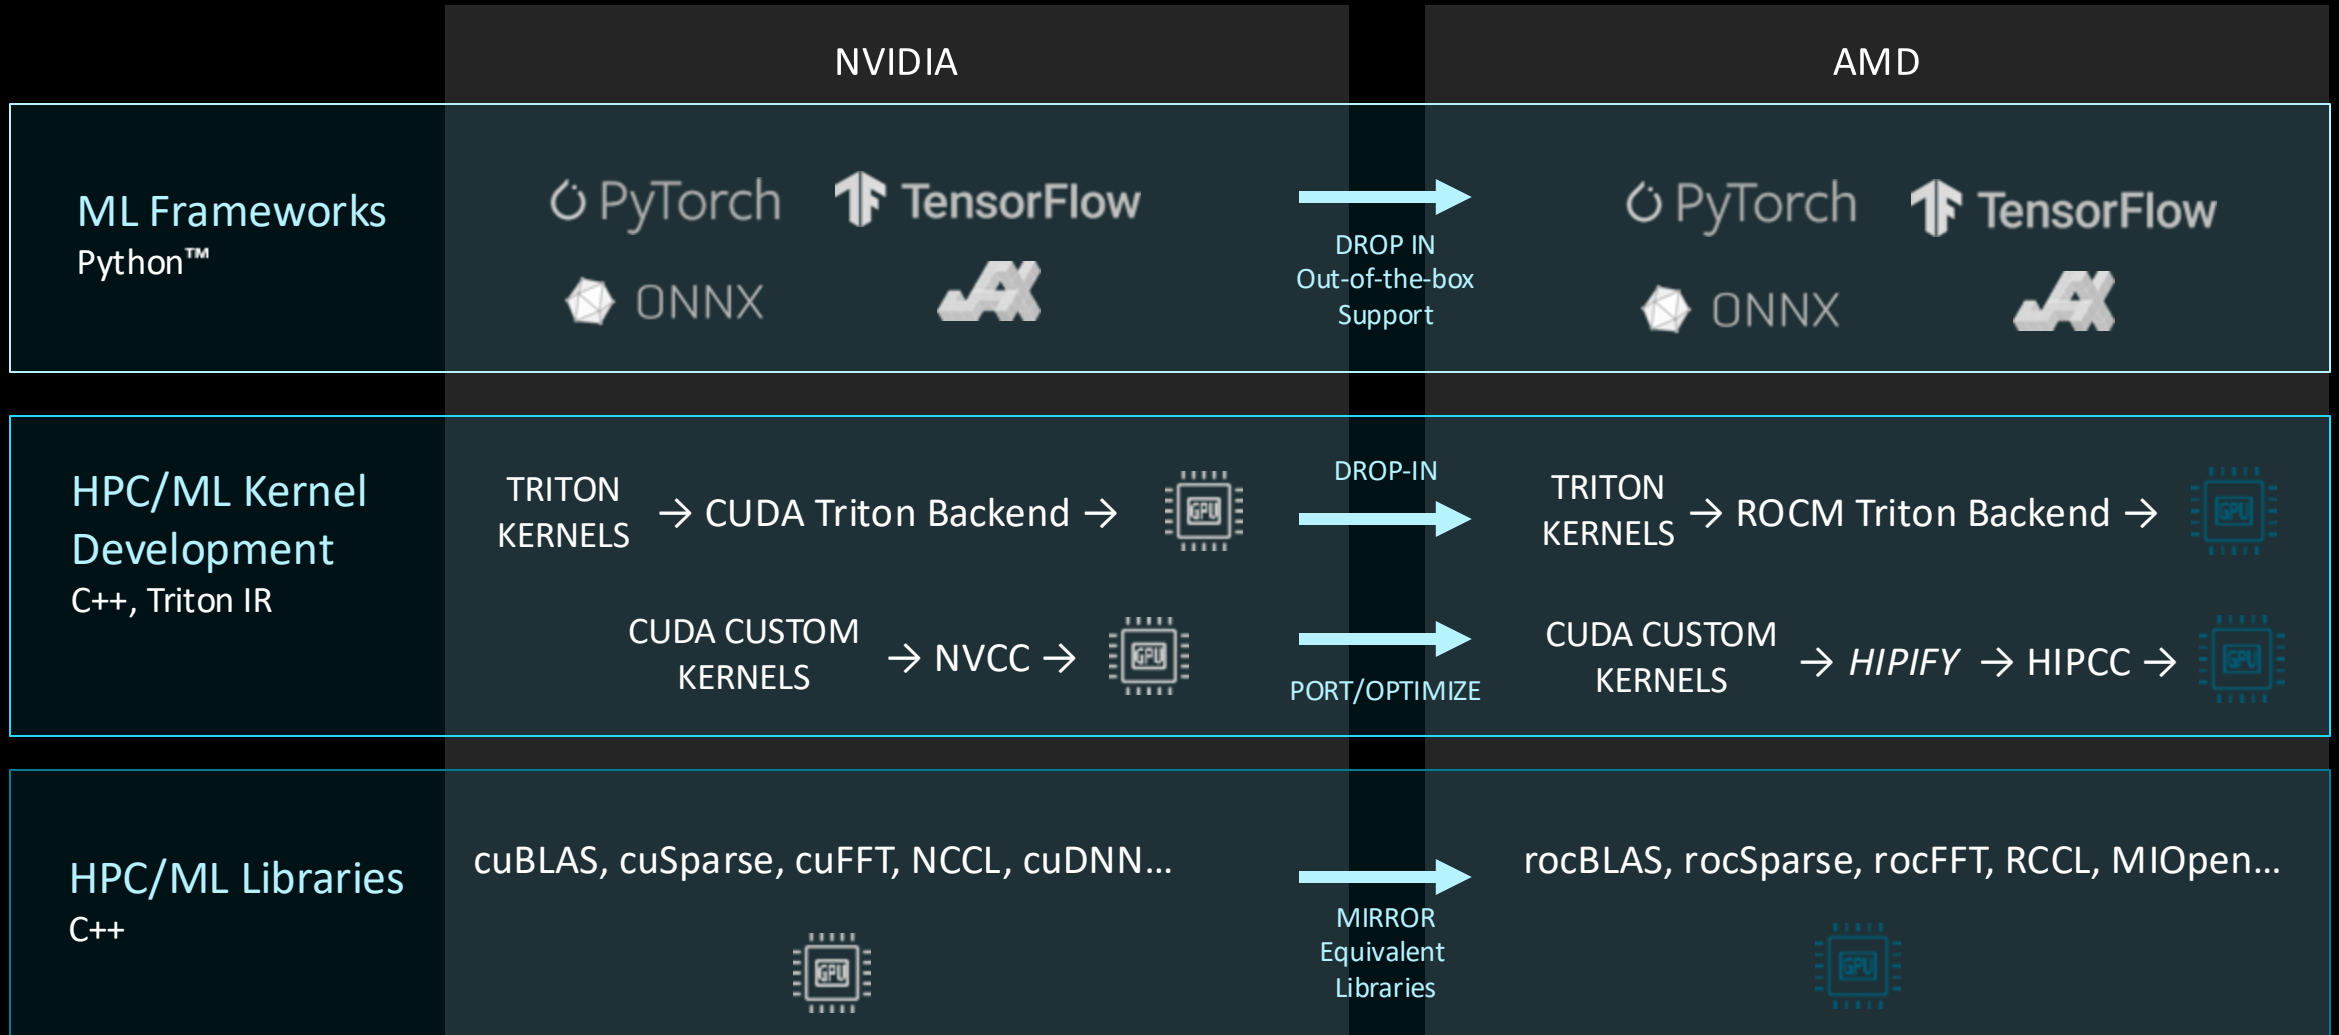 NVIDIA
AMD
ML Frameworks
Python™
PyTorch
TensorFlow
ONNX
JAX
DROP IN
Out-of-the-box
Support
PyTorch
TensorFlow
ONNX
JAX
HPC/ML Kernel
Development
C++, Triton IR
TRITON
KERNELS
→ CUDA Triton Backend →
GPU
CUDA CUSTOM
KERNELS
→ NVCC →
GPU
DROP-IN
PORT/OPTIMIZE
TRITON
KERNELS
→ ROCM Triton Backend →
GPU
CUDA CUSTOM
KERNELS
→ HIPIFY → HIPCC →
GPU
HPC/ML Libraries
C++
cuBLAS, cuSparse, cuFFT, NCCL, cuDNN...
GPU
MIRROR
Equivalent
Libraries
rocBLAS, rocSparse, rocFFT, RCCL, MIOpen...
GPU